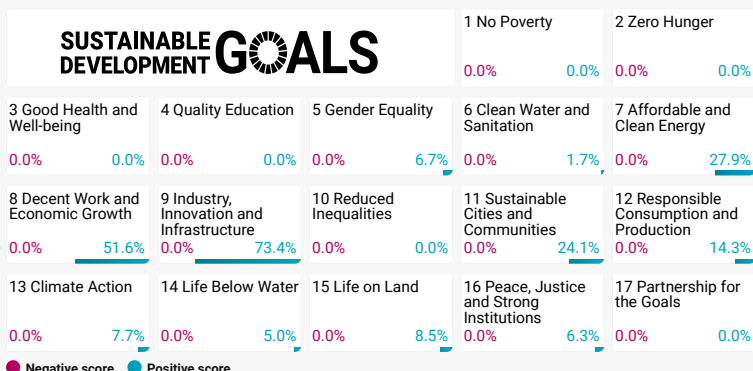 SUSTAINABLE
DEVELOPMENT GOALS
1 No Poverty
0.0% 0.0%
2 Zero Hunger
0.0% 0.0%
3 Good Health and
Well-being
0.0% 0.0%
4 Quality Education
0.0% 0.0%
5 Gender Equality
0.0% 6.7%
6 Clean Water and
Sanitation
0.0% 1.7%
7 Affordable and
Clean Energy
0.0% 27.9%
8 Decent Work and
Economic Growth
0.0% 51.6%
9 Industry,
Innovation and
Infrastructure
0.0% 73.4%
10 Reduced
Inequalities
0.0% 0.0%
11 Sustainable
Cities and
Communities
0.0% 24.1%
12 Responsible
Consumption and
Production
0.0% 14.3%
13 Climate Action
0.0% 7.7%
14 Life Below Water
0.0% 5.0%
15 Life on Land
0.0% 8.5%
16 Peace, Justice
and Strong
Institutions
0.0% 6.3%
17 Partnership for
the Goals
0.0% 0.0%
Negative score Positive score